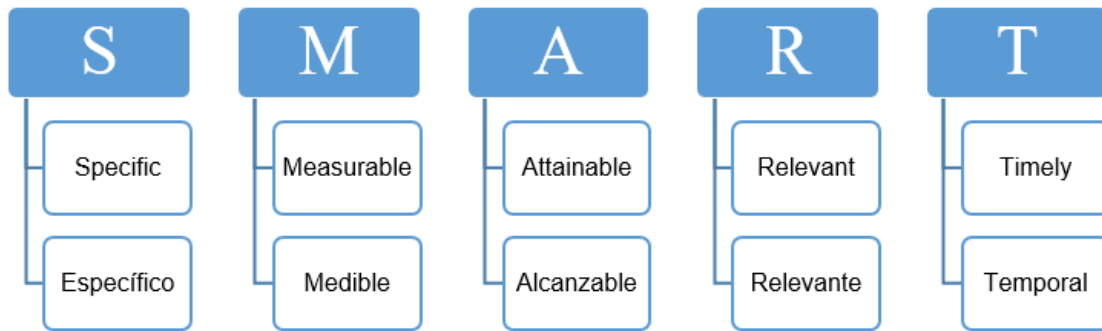 S
M
A
R
T
Specific
Measurable
Attainable
Relevant
Timely
Específico
Medible
Alcanzable
Relevante
Temporal